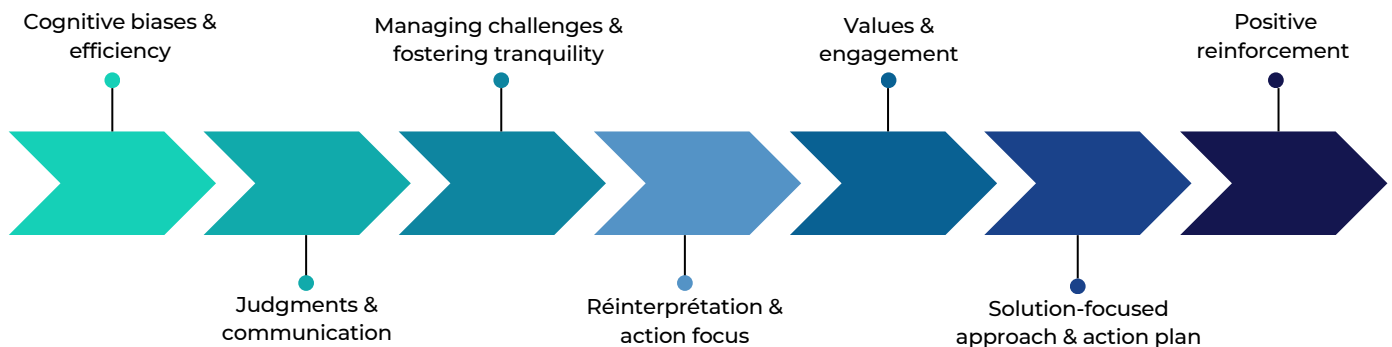 Cognitive biases &
efficiency
Judgments &
communication
Managing challenges &
fostering tranquility
Réinterprétation &
action focus
Values &
engagement
Solution-focused
approach & action plan
Positive
reinforcement